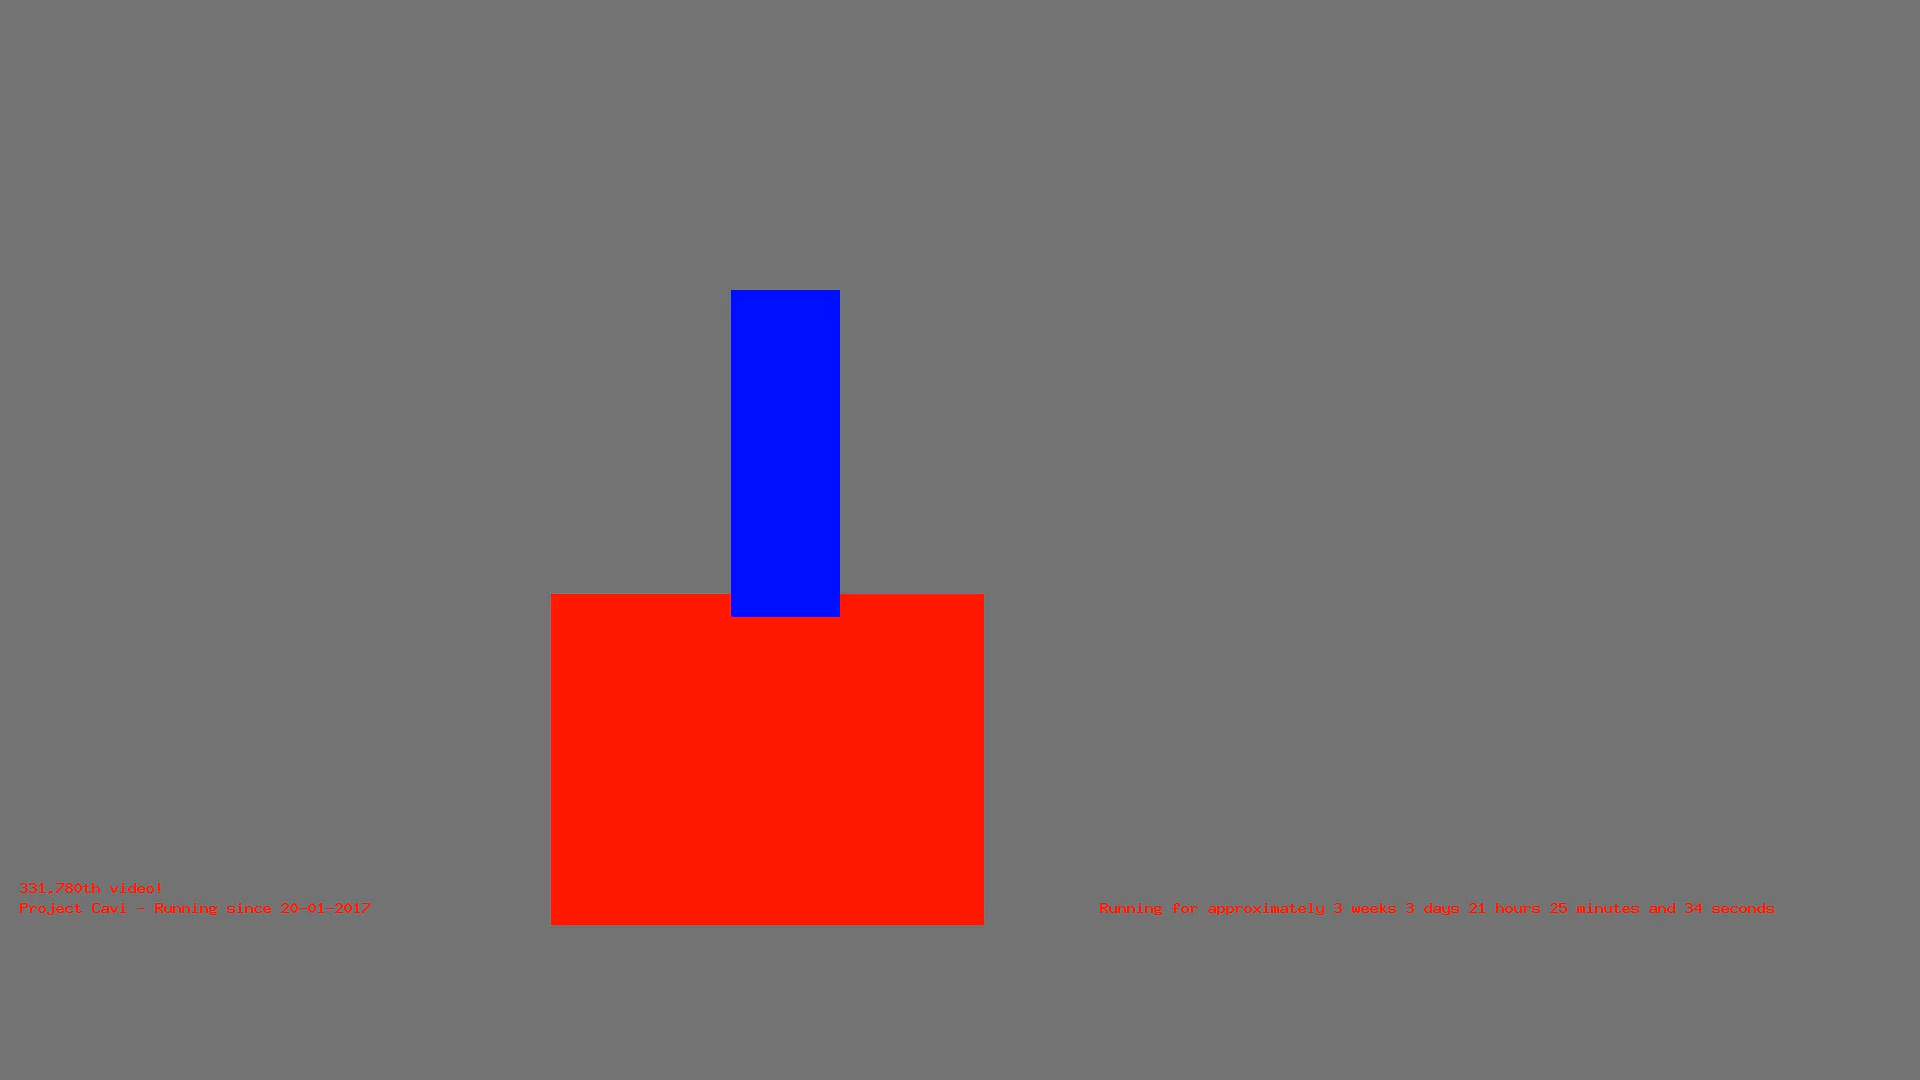 331.780th video!
Project Cavi - Running since 20-01-2017
Running for approximately 3 weeks 3 days 21 hours 25 minutes and 34 seconds